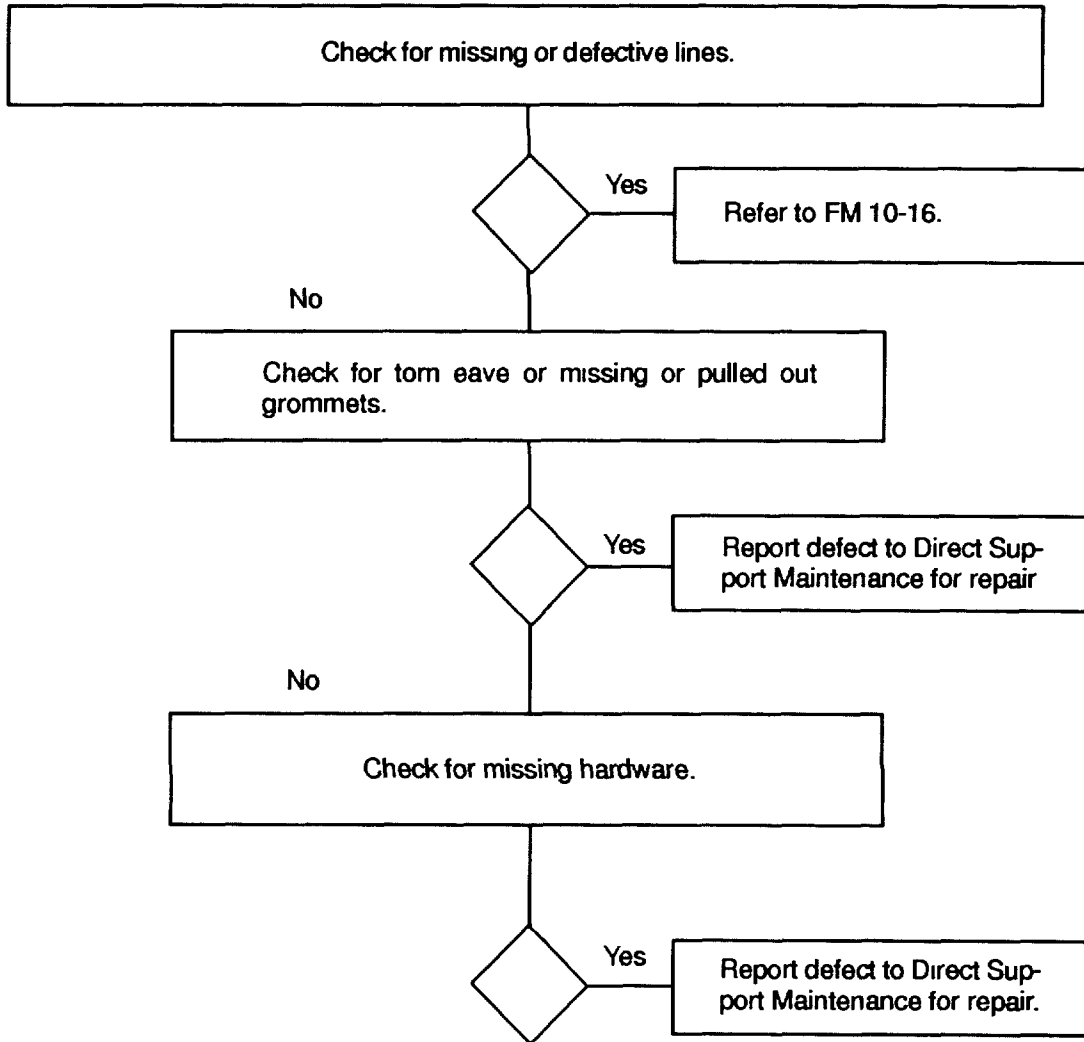 Check for missing or defective lines.
Yes
Refer to FM 10-16.
No
Check for torn eave or missing or pulled out
grommets.
Yes
Report defect to Direct Sup-
port Maintenance for repair
No
Check for missing hardware.
Yes
Report defect to Direct Sup-
port Maintenance for repair.